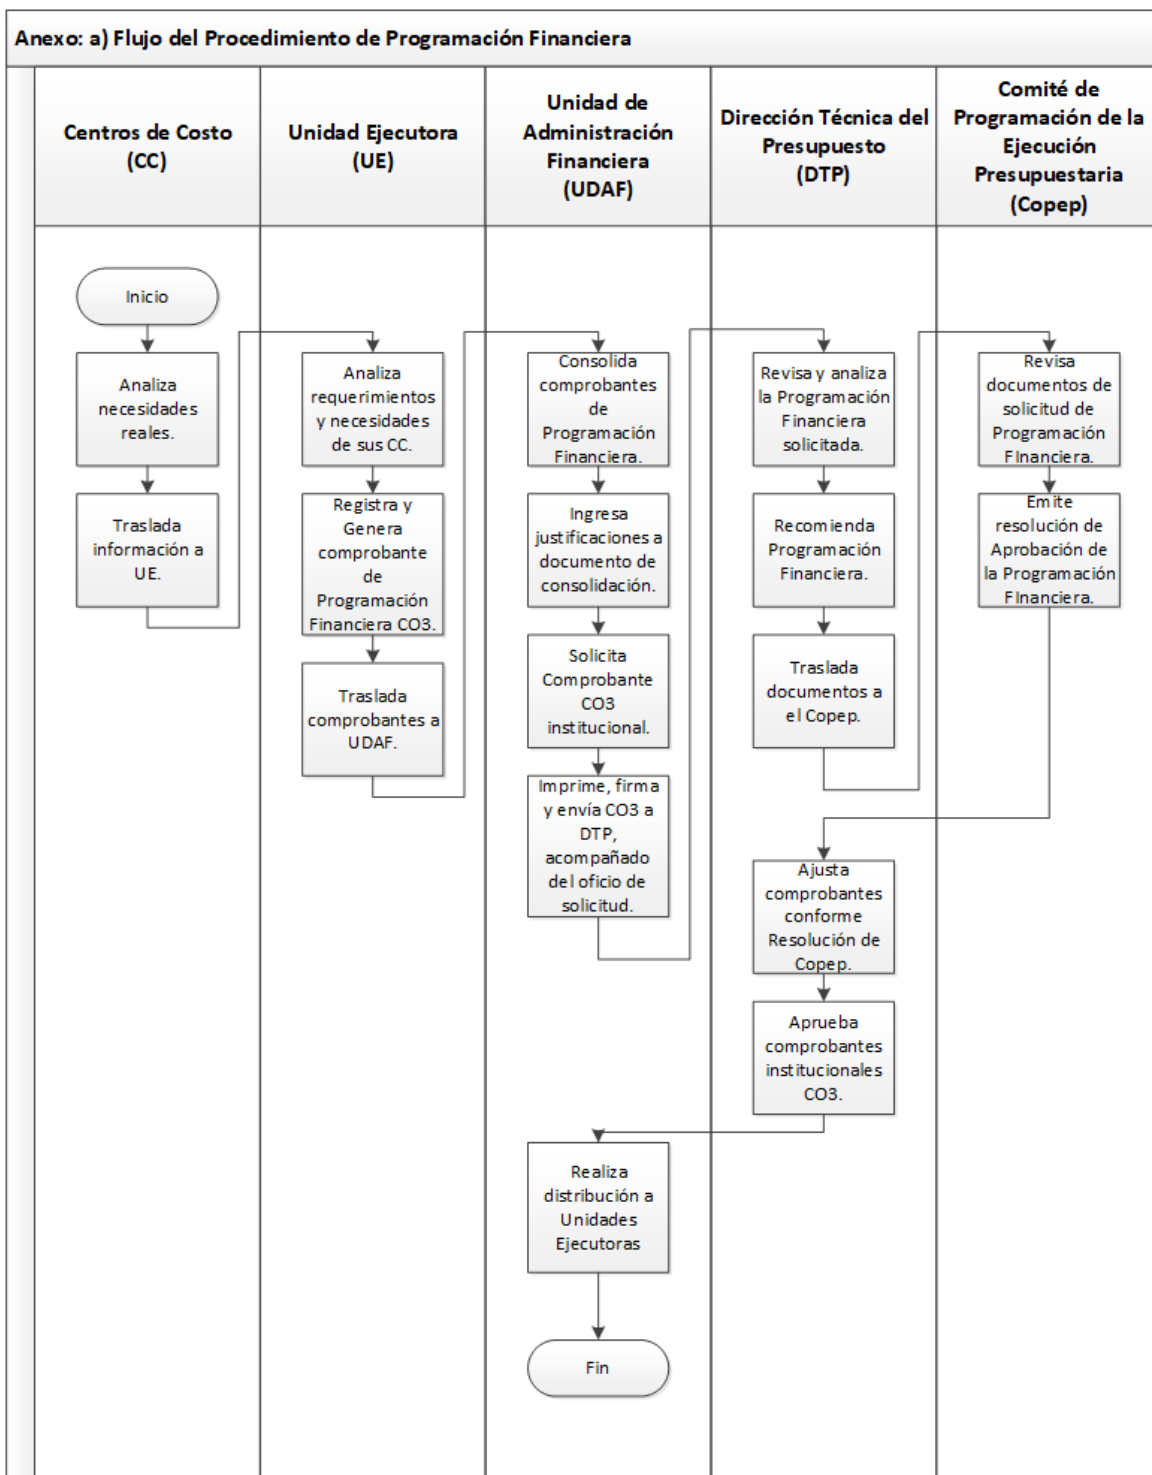 Anexo: a) Flujo del Procedimiento de Programación Financiera
Centros de Costo
(CC)
Unidad Ejecutora
(UE)
Unidad de
Administración
Financiera
(UDAF)
Dirección Técnica del
Presupuesto
(DTP)
Comité de
Programación de la
Ejecución
Presupuestaria
(Copep)
Inicio
Analiza
necesidades
reales.
Traslada
información a
UE.
Analiza
requerimientos
y necesidades
de sus CC.
Registra y
Genera
comprobante
de
Programación
Financiera CO3.
Traslada
comprobantes a
UDAF.
Consolida
comprobantes
de
Programación
Financiera.
Ingresa
justificaciones a
documento de
consolidación.
Solicita
Comprobante
CO3
institucional.
Imprime, firma
y envía CO3 a
DTP,
acompañado
del oficio de
solicitud.
Revisa y analiza
la Programación
Financiera
solicitada.
Recomienda
Programación
Financiera.
Traslada
documentos a
el Copep.
Revisa
documentos de
solicitud de
Programación
FInanciera.
Emite
resolución de
Aprobación de
la Programación
FInanciera.
Ajusta
comprobantes
conforme
Resolución de
Copep.
Aprueba
comprobantes
institucionales
CO3.
Realiza
distribución a
Unidades
Ejecutoras
Fin